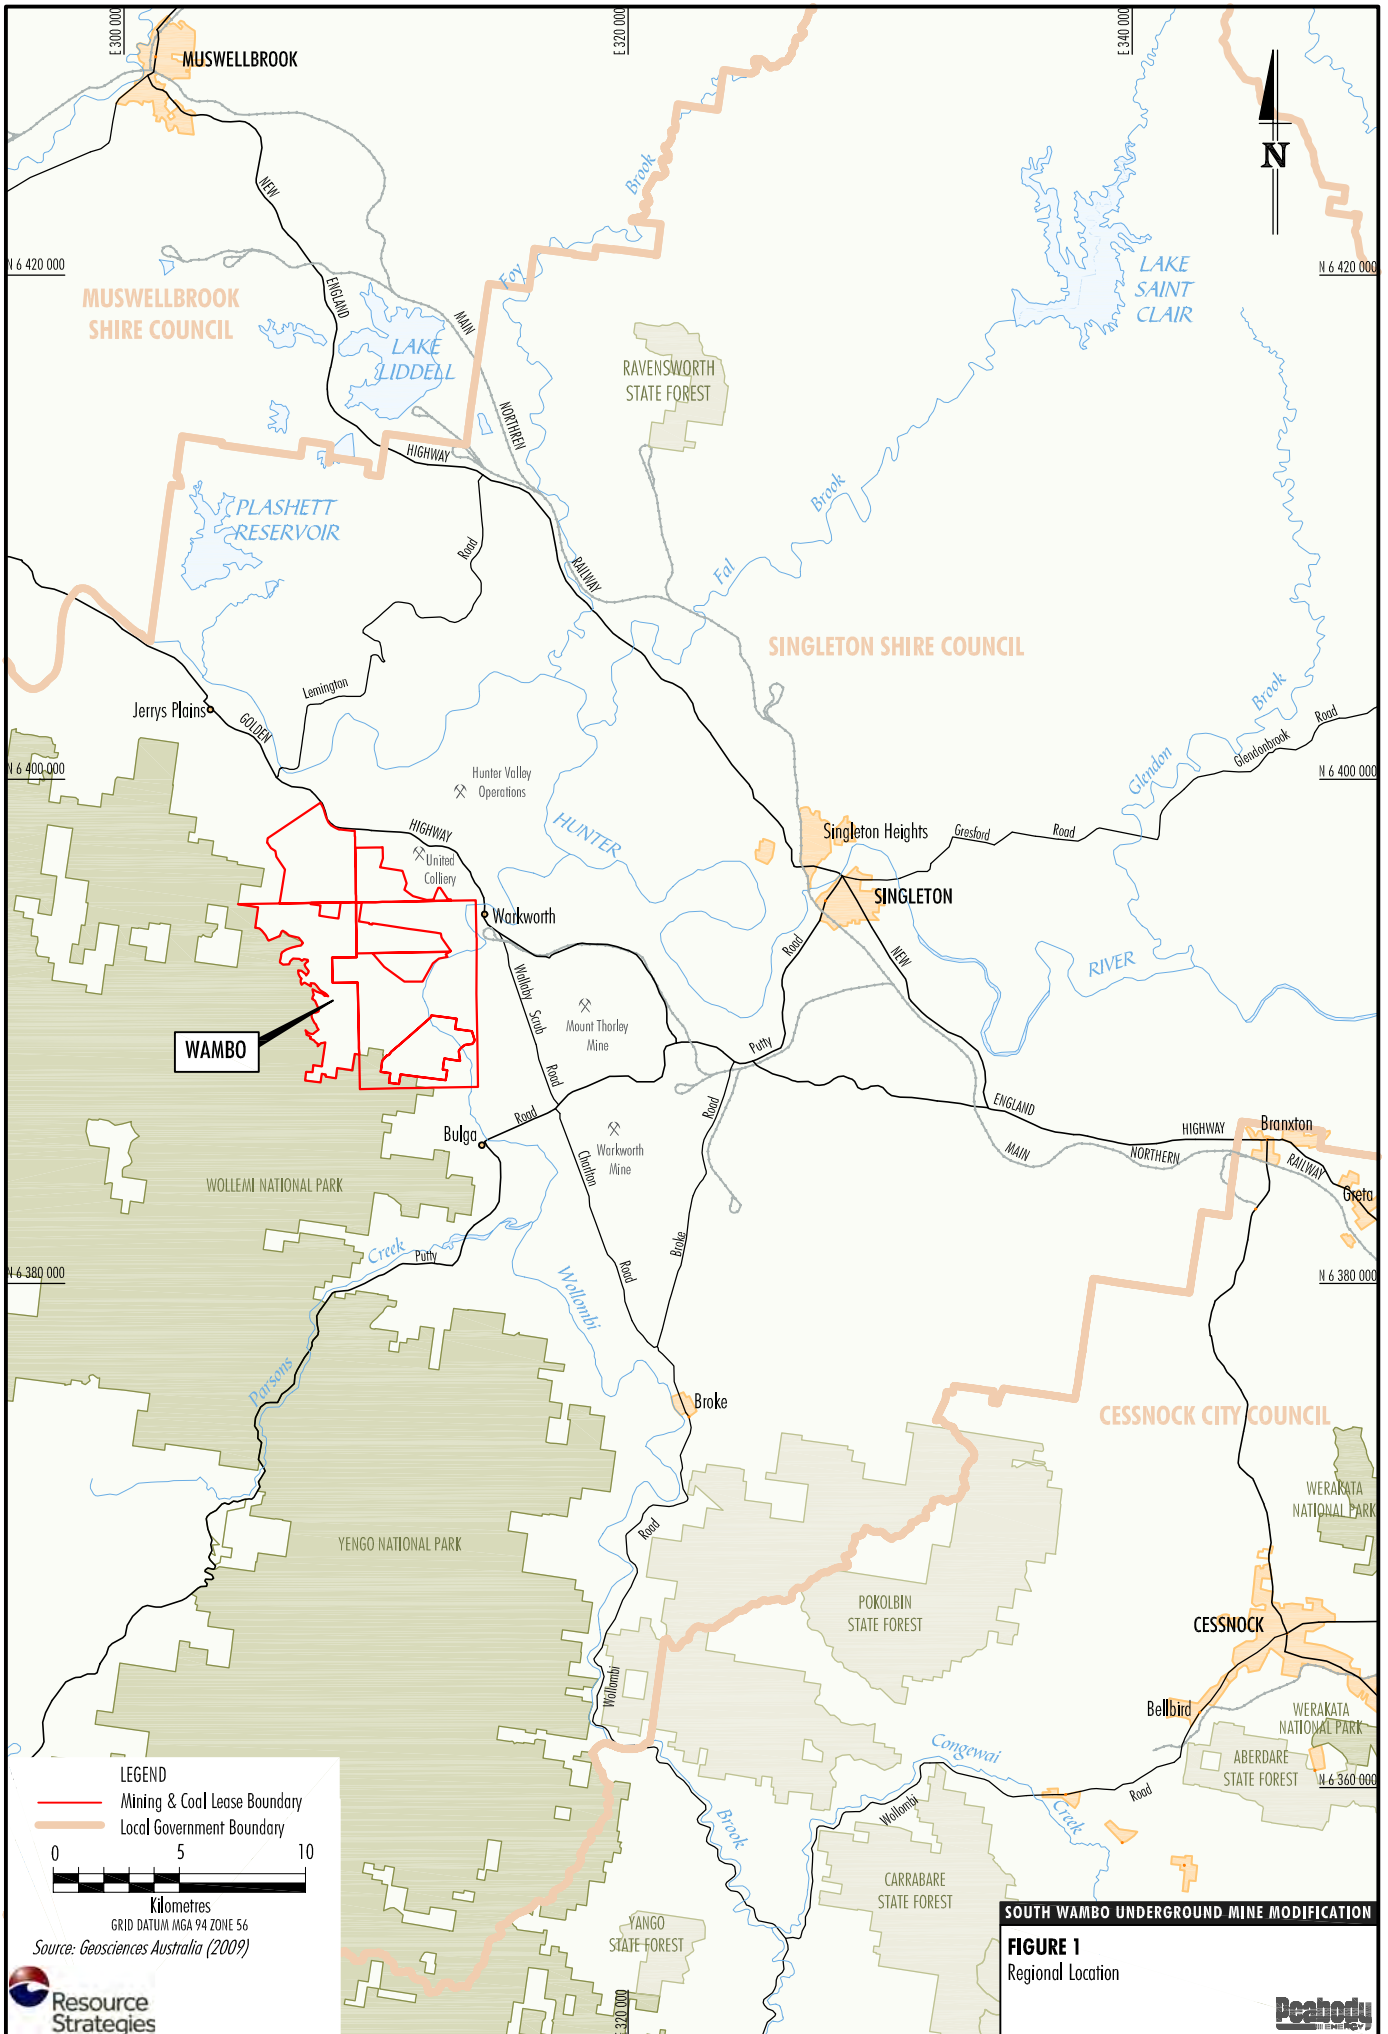 E 300 000
E 320 000
E 340 000
MUSWELLBROOK
N
NEW
Brook
N 6 420 000
Foy
LAKE
SAINT
CLAIR
N 6 420 000
MUSWELLBROOK
SHIRE COUNCIL
ENGLAND
MAIN
LAKE
LIDDELL
RAVENSWORTH
STATE FOREST
NORTHREN
HIGHWAY
Brook
PLASHETT
RESERVOIR
Road
Fal
RAILWAY
SINGLETON SHIRE COUNCIL
Lemington
Jerrys Plains
GOLDEN
Brook
Road
Glendonbrook
Glendon
N 6 400 000
N 6 400 000
Hunter Valley
Operations
HIGHWAY
HUNTER
United
Colliery
Singleton Heights
Gresford
Road
SINGLETON
Warkworth
Road
NEW
RIVER
Wallaby
Scrub
Road
Mount Thorley
Mine
WAMBO
Putty
ENGLAND
Road
Road
HIGHWAY
Branxton
Bulga
Warkworth
Mine
Charlton
MAIN
NORTHERN
RAILWAY
Greta
WOLLEMI NATIONAL PARK
Creek
Putty
Broke
Road
N 6 380 000
N 6 380 000
Wollombi
Parsons
Broke
CESSNOCK CITY COUNCIL
WERAKATA
NATIONAL PARK
Road
YENGO NATIONAL PARK
POKOLBIN
STATE FOREST
CESSNOCK
Wollombi
Bellbird
WERAKATA
NATIONAL PARK
Congewai
ABERDARE
STATE FOREST
N 6 360 000
Road
Wollombi
Creek
Brook
CARRABARE
STATE FOREST
YANGO
STATE FOREST
E 320 000
LEGEND
Mining & Coal Lease Boundary
Local Government Boundary
0 5 10
Kilometres
GRID DATUM MGA 94 ZONE 56
Source: Geosciences Australia (2009)
Resource
Strategies
SOUTH WAMBO UNDERGROUND MINE MODIFICATION
FIGURE 1
Regional Location
Peabody
ENERGY